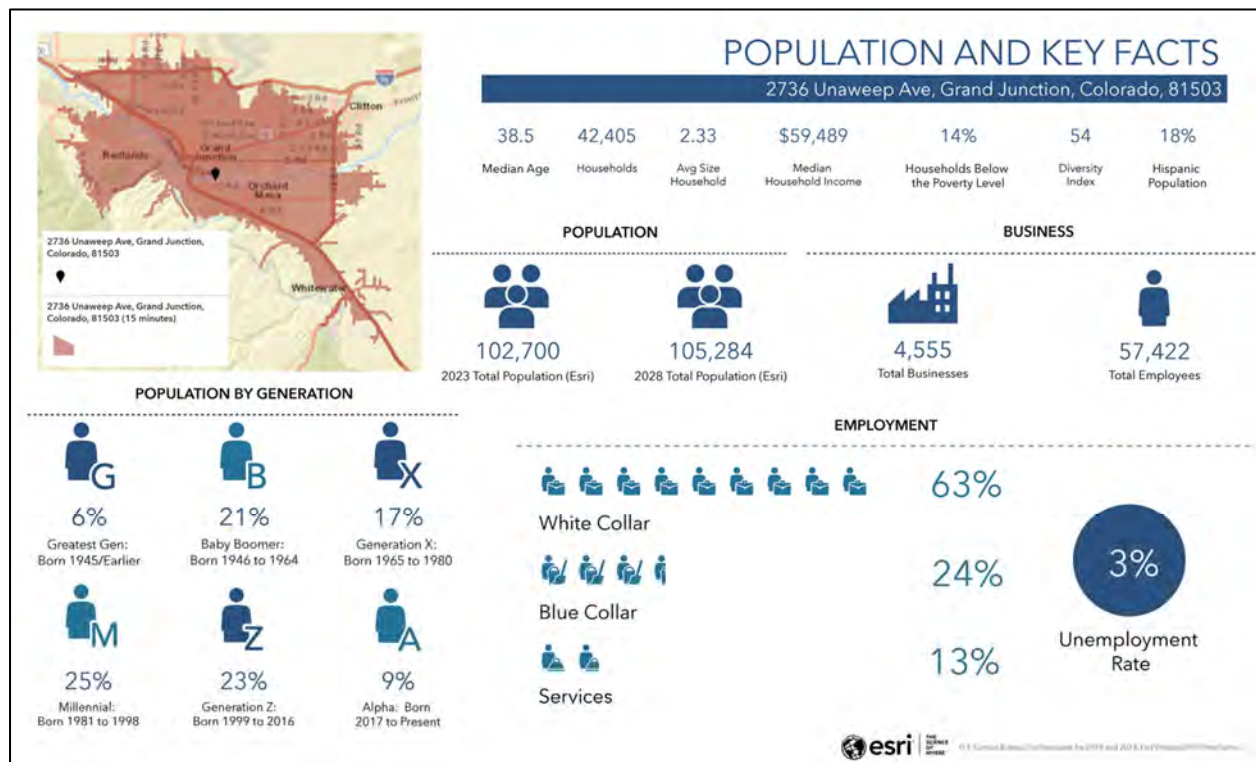 POPULATION AND KEY FACTS
2736 Unaweep Ave, Grand Junction, Colorado, 81503
38.5
Median Age
42,405
Households
2.33
Avg Size
Household
$59,489
Median
Household Income
14%
Households Below
the Poverty Level
54
Diversity
Index
18%
Hispanic
Population
Clifton
Redlands
Grand
Junction
Orchard
Mesa
Whitewater
2736 Unaweep Ave, Grand Junction,
Colorado, 81503
2736 Unaweep Ave, Grand Junction,
Colorado, 81503 (15 minutes)
POPULATION
102,700
2023 Total Population (Esri)
105,284
2028 Total Population (Esri)
BUSINESS
4,555
Total Businesses
57,422
Total Employees
POPULATION BY GENERATION
G
6%
Greatest Gen:
Born 1945/Earlier
B
21%
Baby Boomer:
Born 1946 to 1964
X
17%
Generation X:
Born 1965 to 1980
M
25%
Millennial:
Born 1981 to 1998
Z
23%
Generation Z:
Born 1999 to 2016
A
9%
Alpha: Born
2017 to Present
EMPLOYMENT
63%
White Collar
24%
Blue Collar
13%
Services
3%
Unemployment
Rate
esri
THE
SCIENCE
OF
WHERE